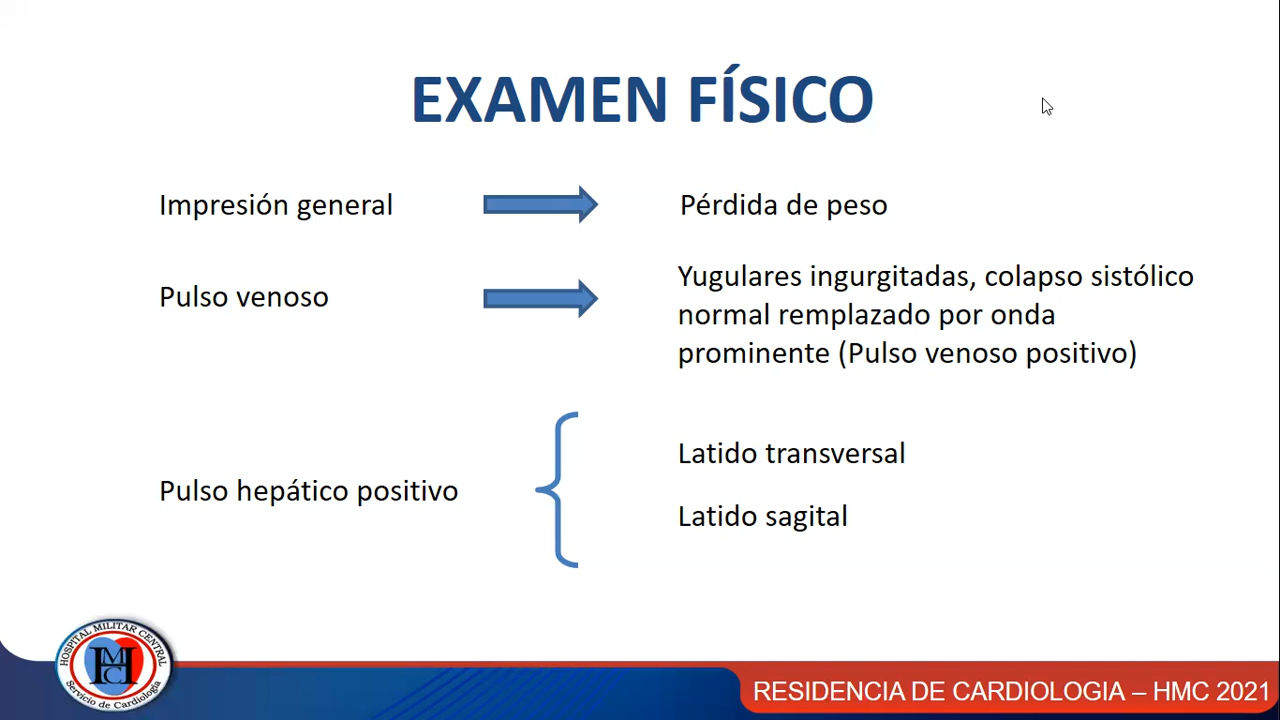 EXAMEN FÍSICO
Impresión general
Pérdida de peso
Pulso venoso
Yugulares ingurgitadas, colapso sistólico
normal remplazado por onda
prominente (Pulso venoso positivo)
Pulso hepático positivo
Latido transversal
Latido sagital
HOSPITAL MILITAR CENTRAL
HMC
Servicio de Cardiología
RESIDENCIA DE CARDIOLOGIA – HMC 2021